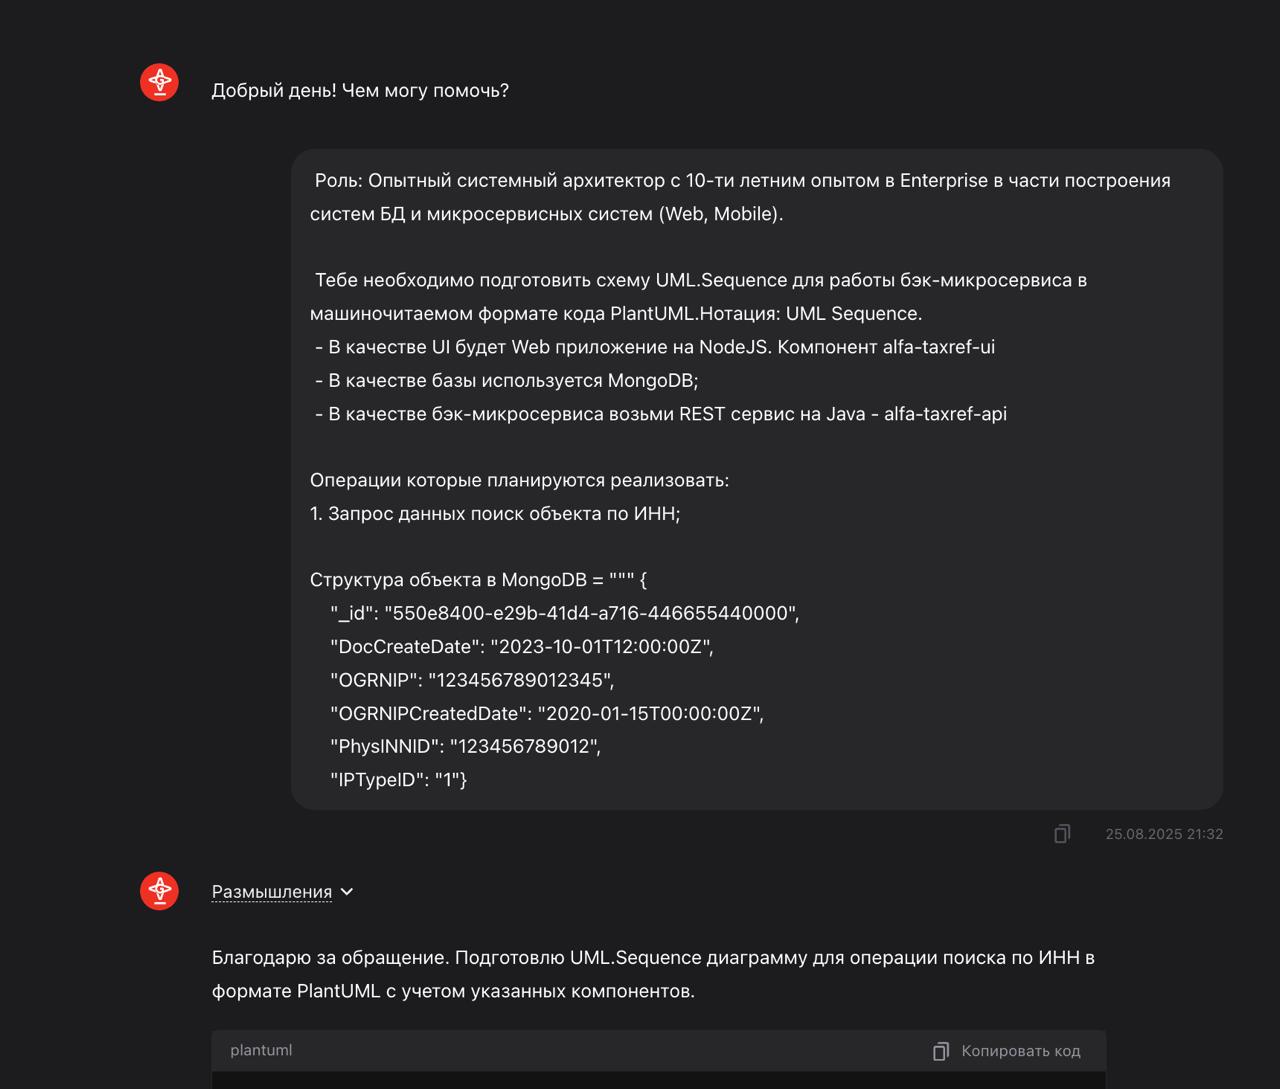 Добрый день! Чем могу помочь?
Роль: Опытный системный архитектор с 10-ти летним опытом в Enterprise в части построения
систем БД и микросервисных систем (Web, Mobile).
Тебе необходимо подготовить схему UML.Sequence для работы бэк-микросервиса в
машиночитаемом формате кода PlantUML.Нотация: UML Sequence.
- В качестве UI будет Web приложение на NodeJS. Компонент alfa-taxref-ui
- В качестве базы используется MongoDB;
- В качестве бэк-микросервиса возьми REST сервис на Java - alfa-taxref-api
Операции которые планируются реализовать:
1. Запрос данных поиск объекта по ИНН;
Структура объекта в MongoDB = """ {
"_id": "550e8400-e29b-41d4-a716-446655440000",
"DocCreateDate": "2023-10-01T12:00:00Z",
"OGRNIP": "123456789012345",
"OGRNIPCreatedDate": "2020-01-15T00:00:00Z",
"PhysINNID": "123456789012",
"IPTypeID": "1"}
25.08.2025 21:32
Размышления
Благодарю за обращение. Подготовлю UML.Sequence диаграмму для операции поиска по ИНН в
формате PlantUML с учетом указанных компонентов.
plantuml
Копировать код